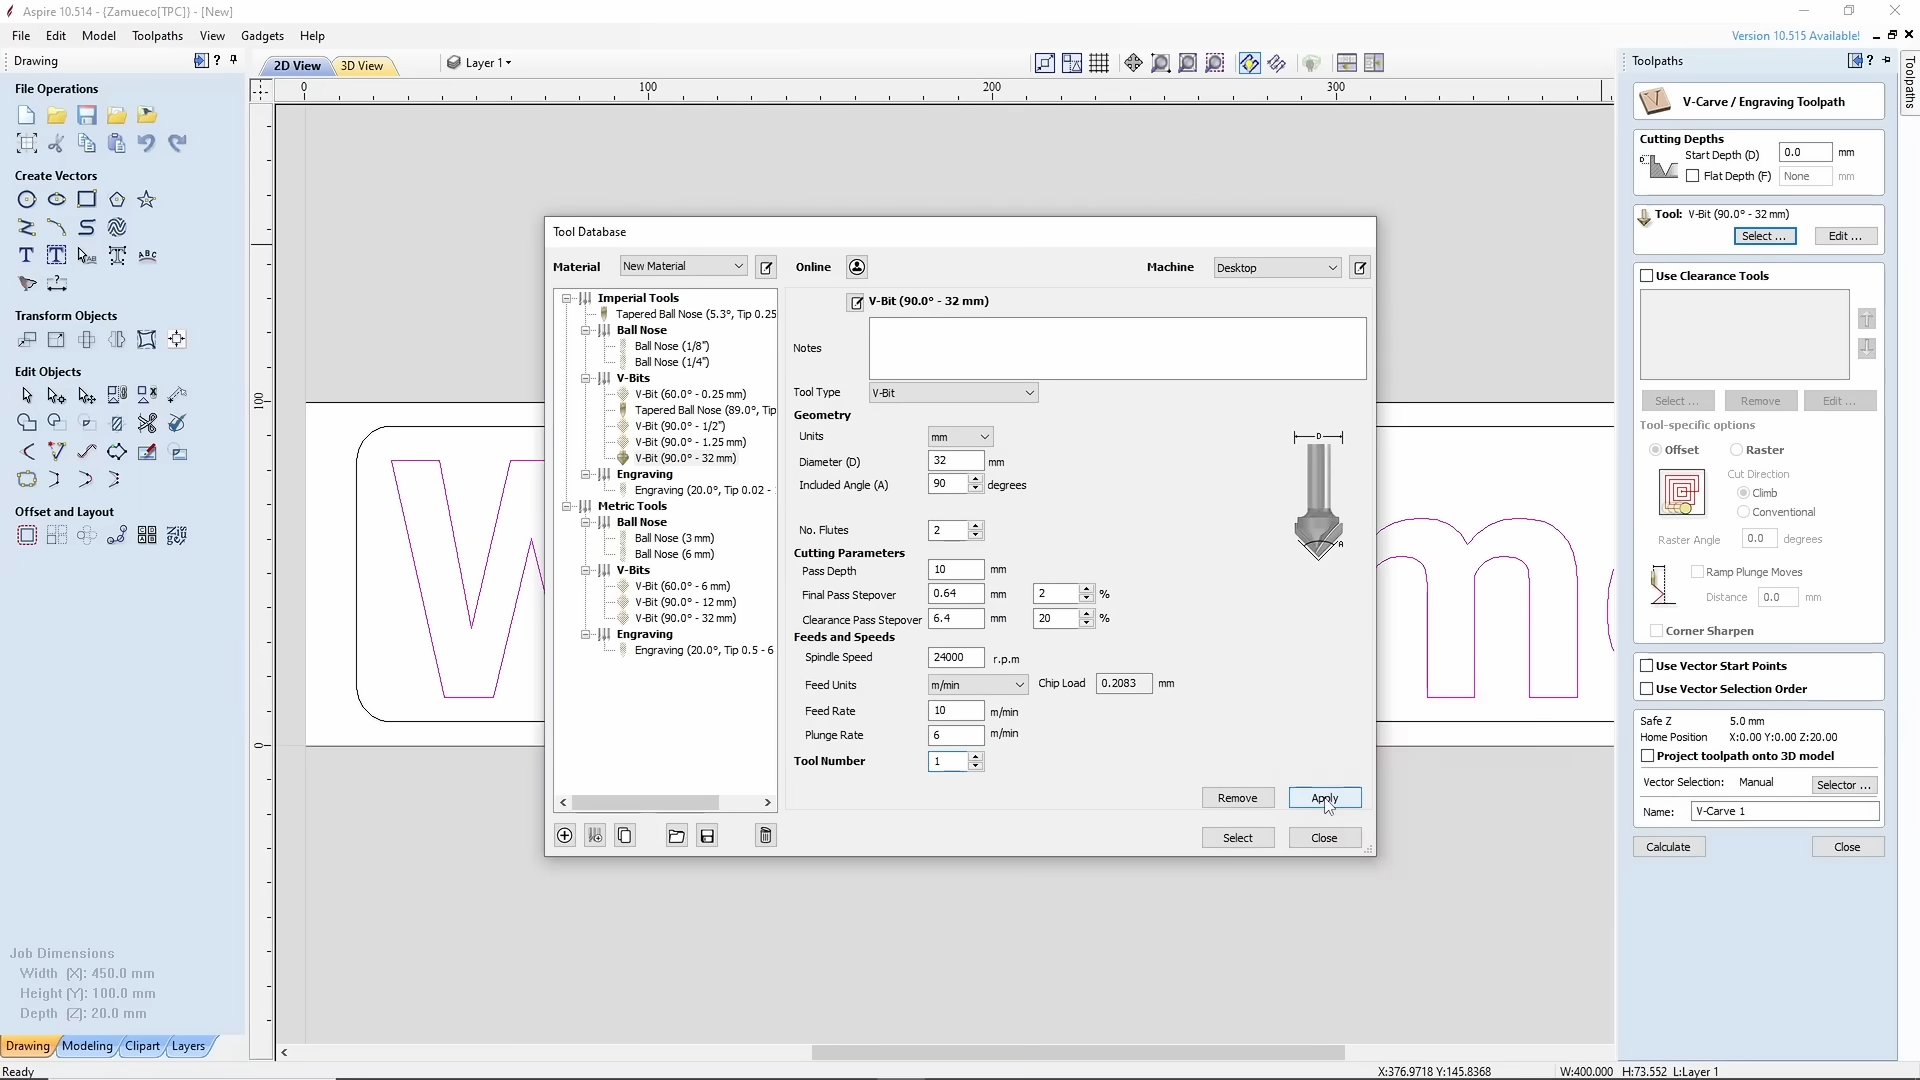 Aspire 10.514 - {Zamueco[TPC]} - [New]
File Edit Model Toolpaths View Gadgets Help
Version 10.515 Available!
Drawing
2D View
3D View
Layer 1
Toolpaths
Toolpaths
0 100 200 300
100
0
File Operations
Create Vectors
Transform Objects
Edit Objects
Offset and Layout
Job Dimensions
Width (X): 450.0 mm
Height (Y): 100.0 mm
Depth (Z): 20.0 mm
Drawing Modeling Clipart Layers
Ready
Tool Database
Material New Material
Online
Machine Desktop
Imperial Tools
Tapered Ball Nose (5.3°, Tip 0.25
Ball Nose
Ball Nose (1/8")
Ball Nose (1/4")
V-Bits
V-Bit (60.0° - 0.25 mm)
Tapered Ball Nose (89.0°, Tip
V-Bit (90.0° - 1/2")
V-Bit (90.0° - 1.25 mm)
V-Bit (90.0° - 32 mm)
Engraving
Engraving (20.0°, Tip 0.02 -
Metric Tools
Ball Nose
Ball Nose (3 mm)
Ball Nose (6 mm)
V-Bits
V-Bit (60.0° - 6 mm)
V-Bit (90.0° - 12 mm)
V-Bit (90.0° - 32 mm)
Engraving
Engraving (20.0°, Tip 0.5 - 6
V-Bit (90.0° - 32 mm)
Notes
Tool Type V-Bit
Geometry
Units mm
Diameter (D) 32 mm
Included Angle (A) 90 degrees
No. Flutes 2
Cutting Parameters
Pass Depth 10 mm
Final Pass Stepover 0.64 mm 2 %
Clearance Pass Stepover 6.4 mm 20 %
Feeds and Speeds
Spindle Speed 24000 r.p.m
Feed Units m/min Chip Load 0.2083 mm
Feed Rate 10 m/min
Plunge Rate 6 m/min
Tool Number 1
D
A
Remove Apply
Select Close
V-Carve / Engraving Toolpath
Cutting Depths
Start Depth (D) 0.0 mm
Flat Depth (F) None mm
Tool: V-Bit (90.0° - 32 mm)
Select ... Edit ...
Use Clearance Tools
Select ... Remove Edit ...
Tool-specific options
Offset Raster
Cut Direction
Climb
Conventional
Raster Angle 0.0 degrees
Ramp Plunge Moves
Distance 0.0 mm
Corner Sharpen
Use Vector Start Points
Use Vector Selection Order
Safe Z 5.0 mm
Home Position X:0.00 Y:0.00 Z:20.00
Project toolpath onto 3D model
Vector Selection: Manual Selector ...
Name: V-Carve 1
Calculate Close
X:376.9718 Y:145.8368
W:400.000 H:73.552 L:Layer 1